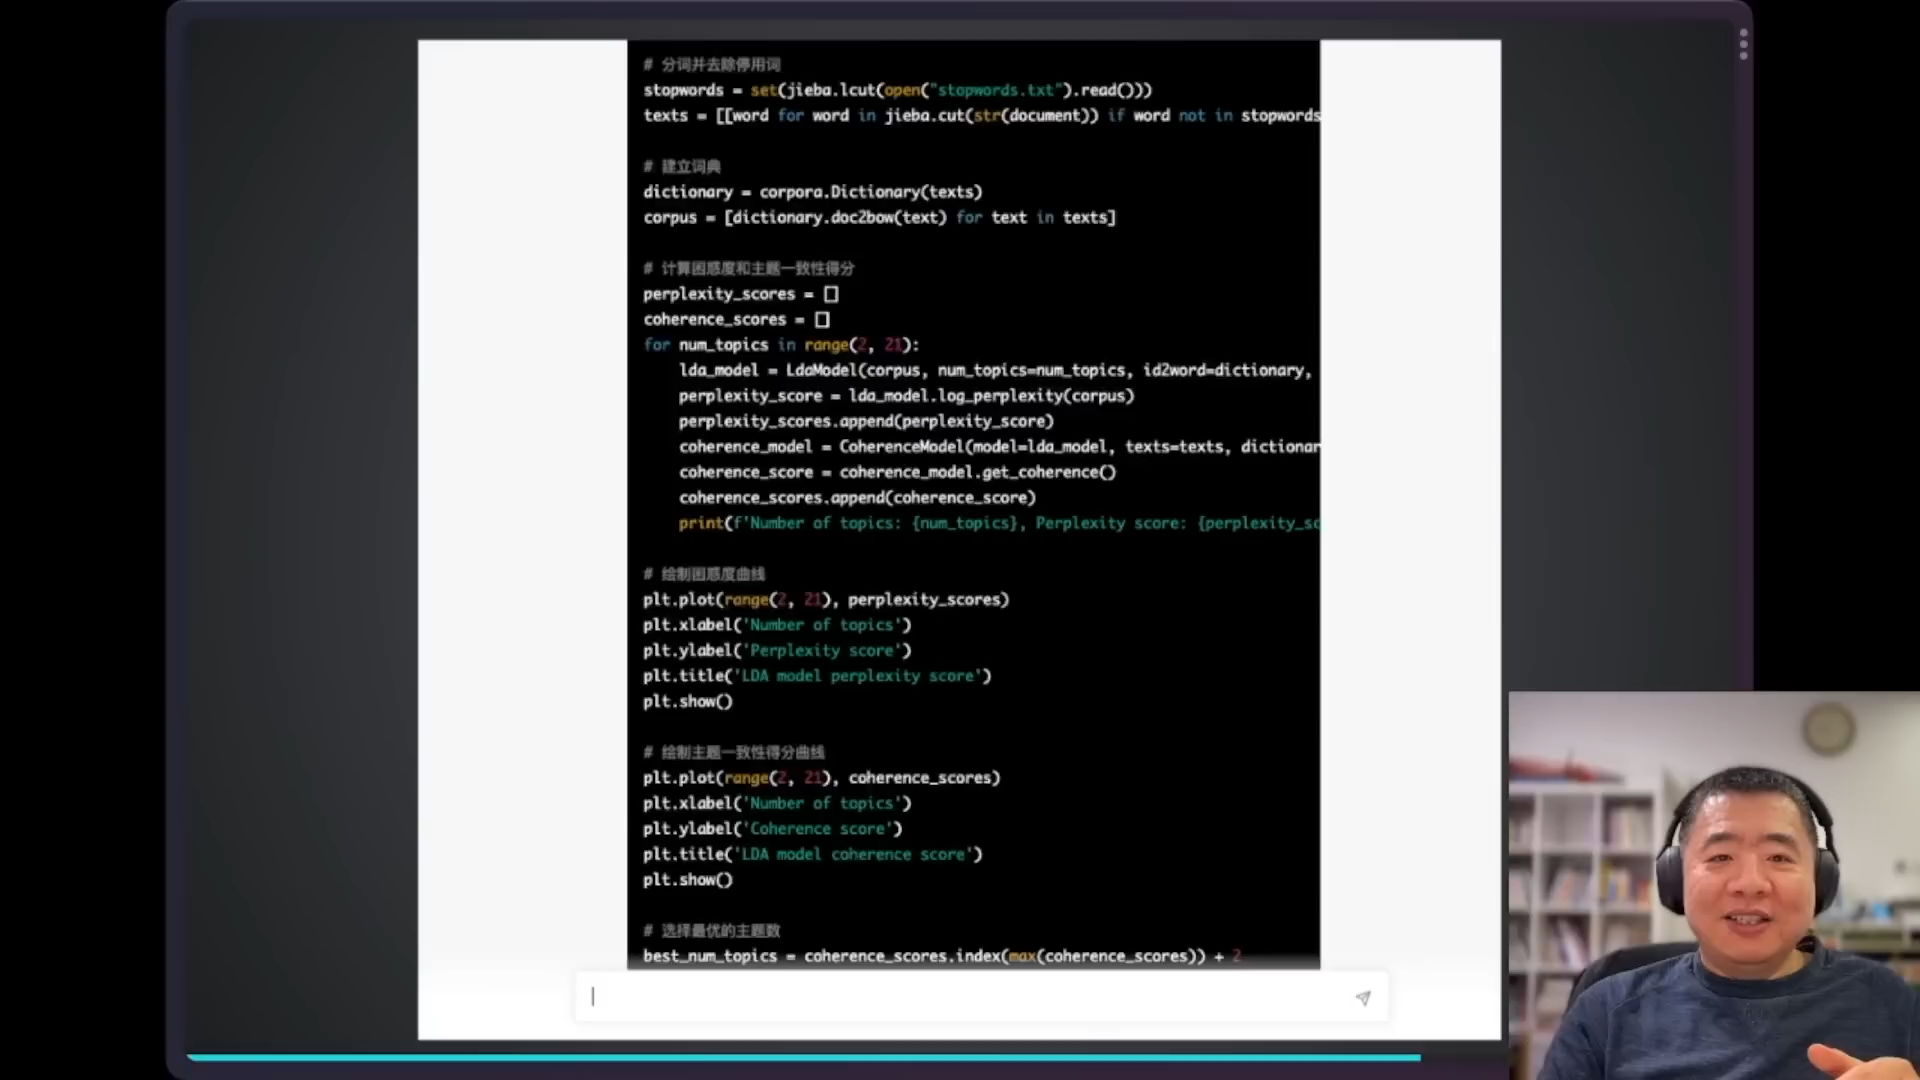 # 分词并去除停用词
stopwords = set(jieba.lcut(open("stopwords.txt").read()))
texts = [[word for word in jieba.cut(str(document)) if word not in stopwords
# 建立词典
dictionary = corpora.Dictionary(texts)
corpus = [dictionary.doc2bow(text) for text in texts]
# 计算困惑度和主题一致性得分
perplexity_scores = []
coherence_scores = []
for num_topics in range(2, 21):
lda_model = LdaModel(corpus, num_topics=num_topics, id2word=dictionary,
perplexity_score = lda_model.log_perplexity(corpus)
perplexity_scores.append(perplexity_score)
coherence_model = CoherenceModel(model=lda_model, texts=texts, dictionar
coherence_score = coherence_model.get_coherence()
coherence_scores.append(coherence_score)
print(f'Number of topics: {num_topics}, Perplexity score: {perplexity_sc
# 绘制困惑度曲线
plt.plot(range(2, 21), perplexity_scores)
plt.xlabel('Number of topics')
plt.ylabel('Perplexity score')
plt.title('LDA model perplexity score')
plt.show()
# 绘制主题一致性得分曲线
plt.plot(range(2, 21), coherence_scores)
plt.xlabel('Number of topics')
plt.ylabel('Coherence score')
plt.title('LDA model coherence score')
plt.show()
# 选择最优的主题数
best_num_topics = coherence_scores.index(max(coherence_scores)) + 2